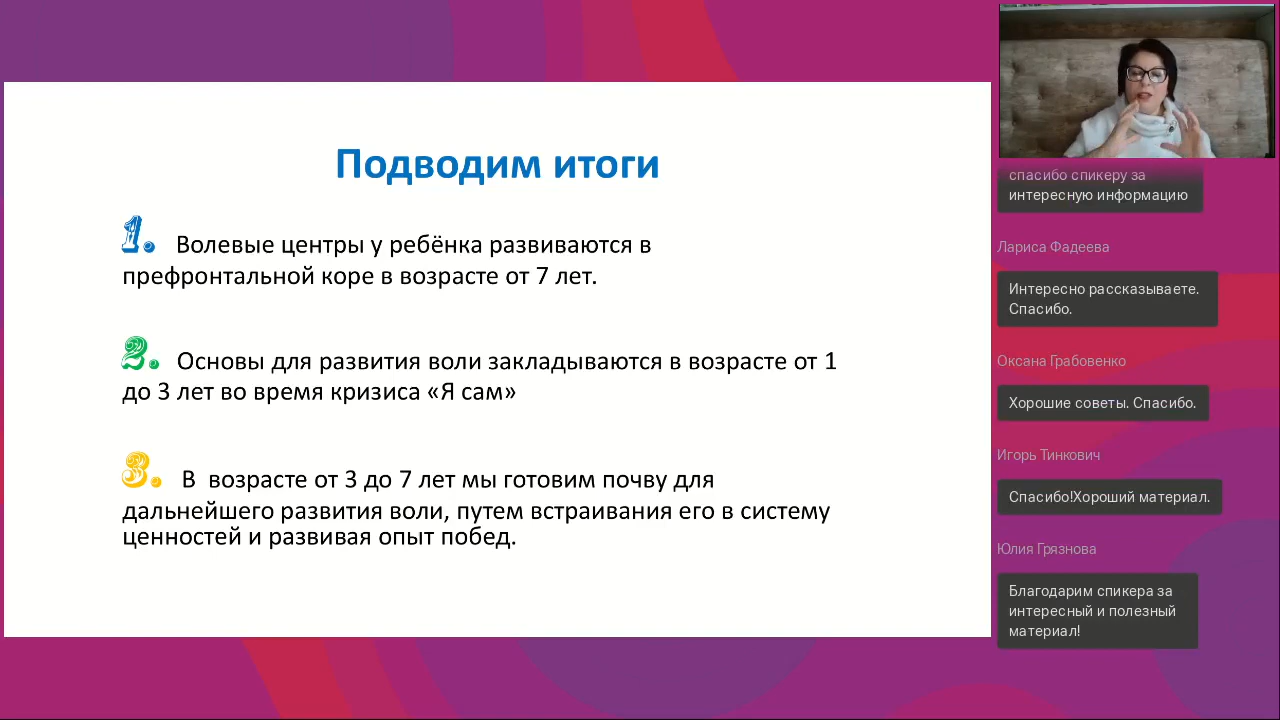 Подводим итоги
1. Волевые центры у ребёнка развиваются в
префронтальной коре в возрасте от 7 лет.
2. Основы для развития воли закладываются в возрасте от 1
до 3 лет во время кризиса «Я сам»
3. В возрасте от 3 до 7 лет мы готовим почву для
дальнейшего развития воли, путем встраивания его в систему
ценностей и развивая опыт побед.
спасибо спикеру за
интересную информацию
Лариса Фадеева
Интересно рассказываете.
Спасибо.
Оксана Грабовенко
Хорошие советы. Спасибо.
Игорь Тинкович
Спасибо!Хороший материал.
Юлия Грязнова
Благодарим спикера за
интересный и полезный
материал!